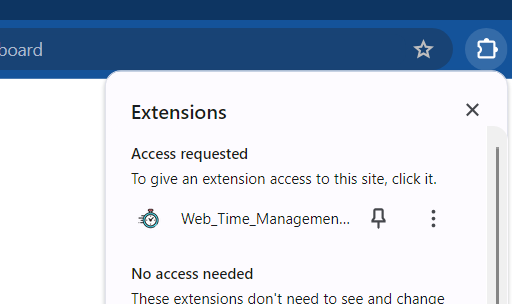 board
Extensions
Access requested
To give an extension access to this site, click it.
Web_Time_Managemen...
No access needed
These extensions don't need to see and change